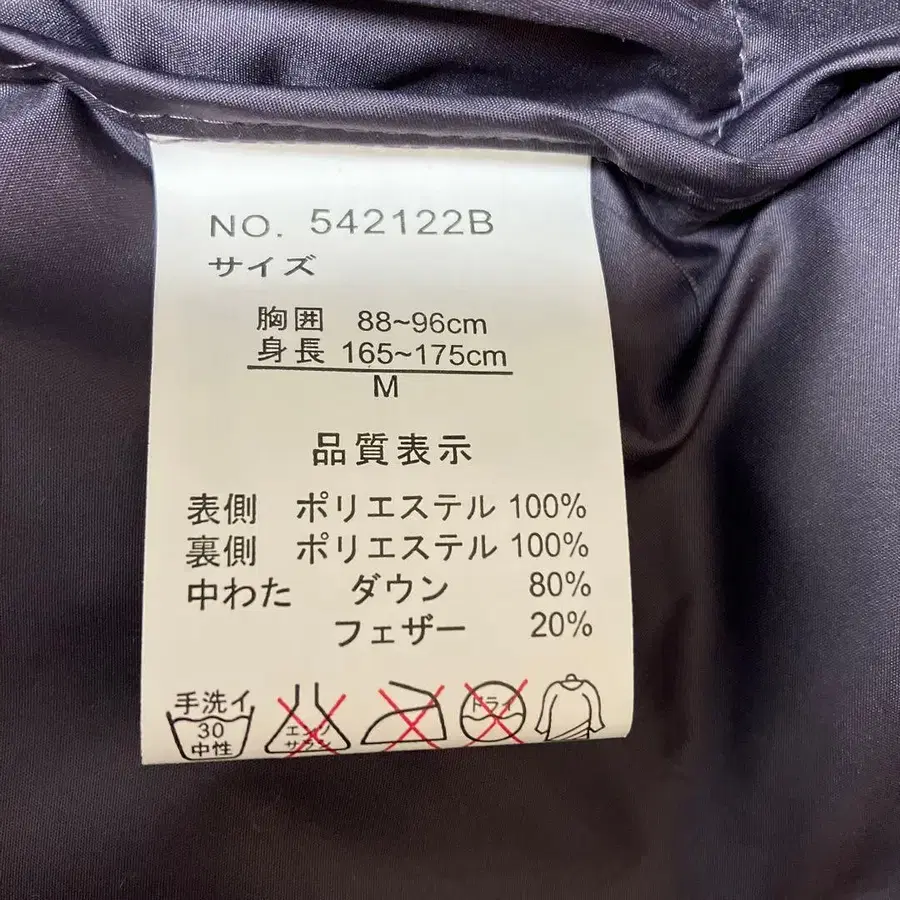 NO. 542122B
サイズ
胸囲 88~96cm
身長 165~175cm
M
品質表示
表側 ポリエステル 100%
裏側 ポリエステル 100%
中わた ダウン 80%
フェザー 20%
手洗イ
30
中性
エンソ
サラシ
ドライ